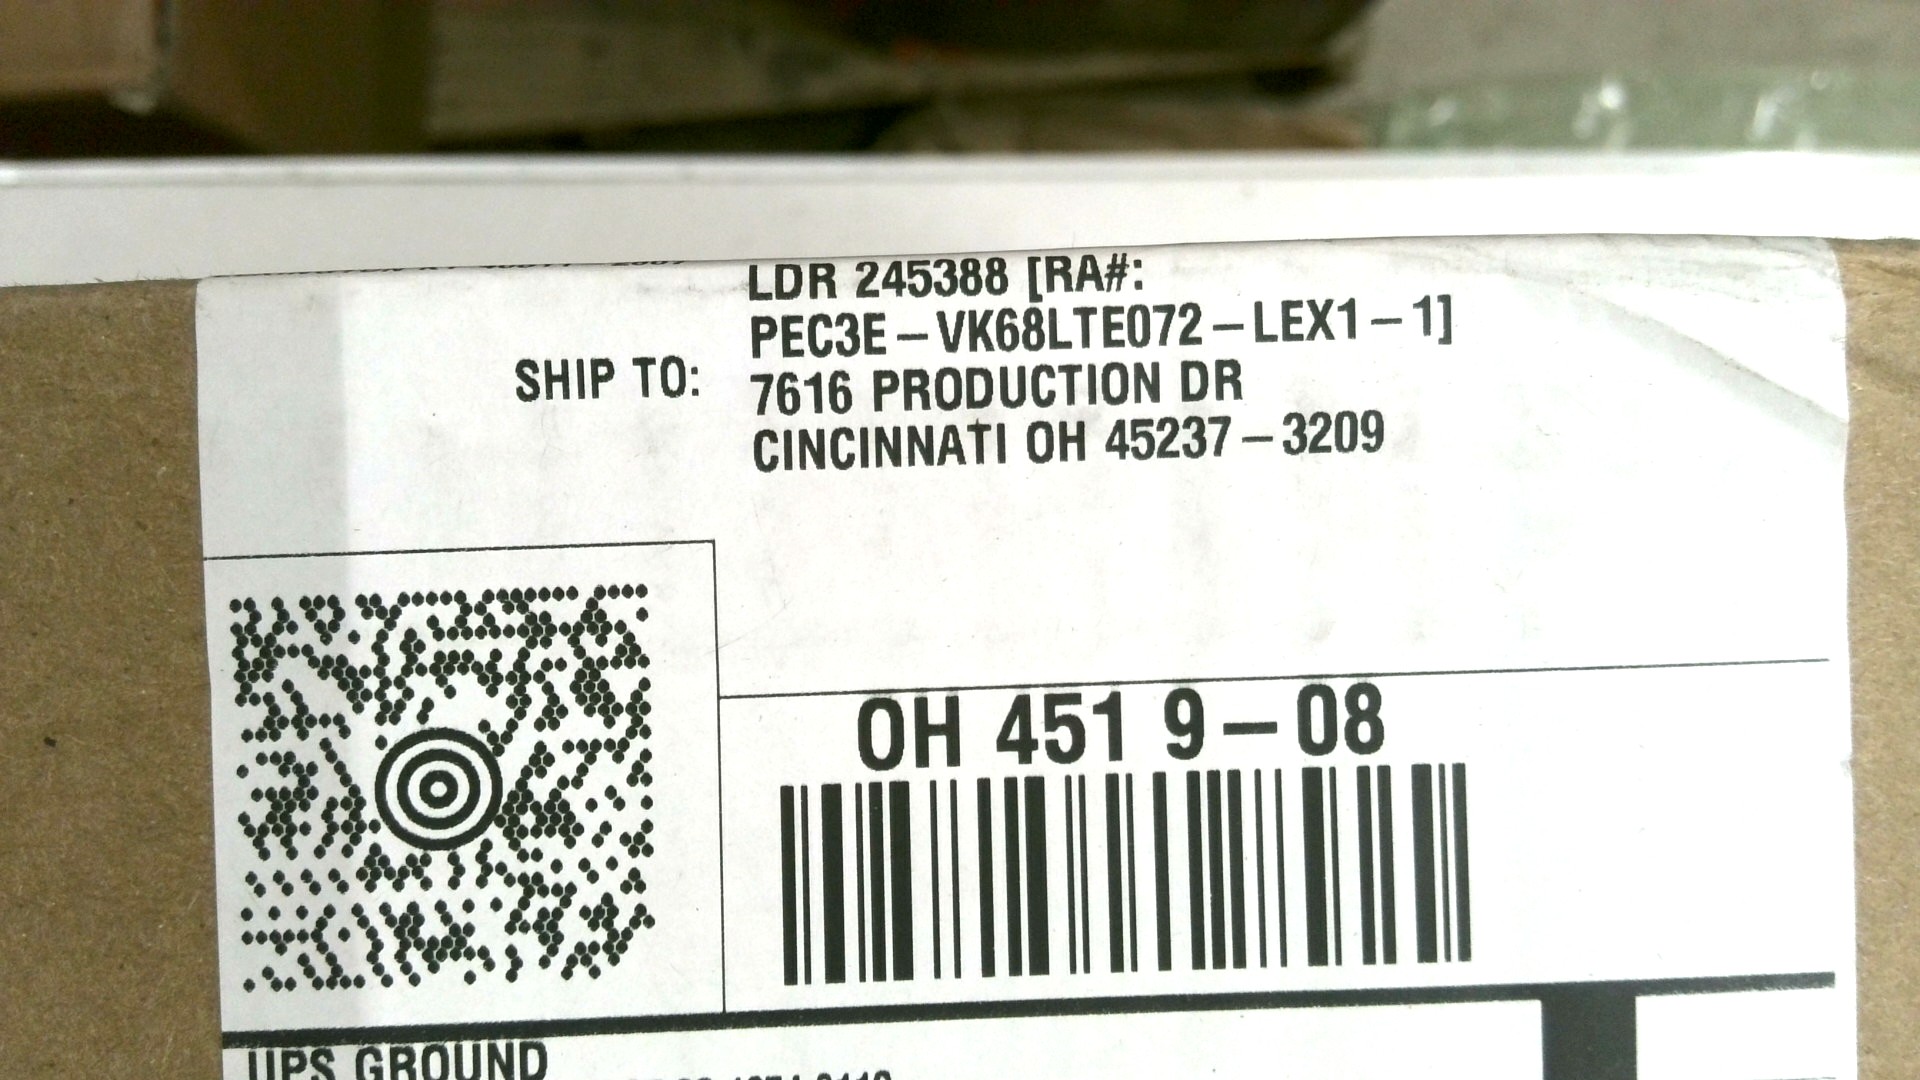 LDR 245388 [RA#:
PEC3E-VK68LTE072-LEX1-1]
SHIP TO:
7616 PRODUCTION DR
CINCINNATI OH 45237-3209
OH 451 9-08
UPS GROUND